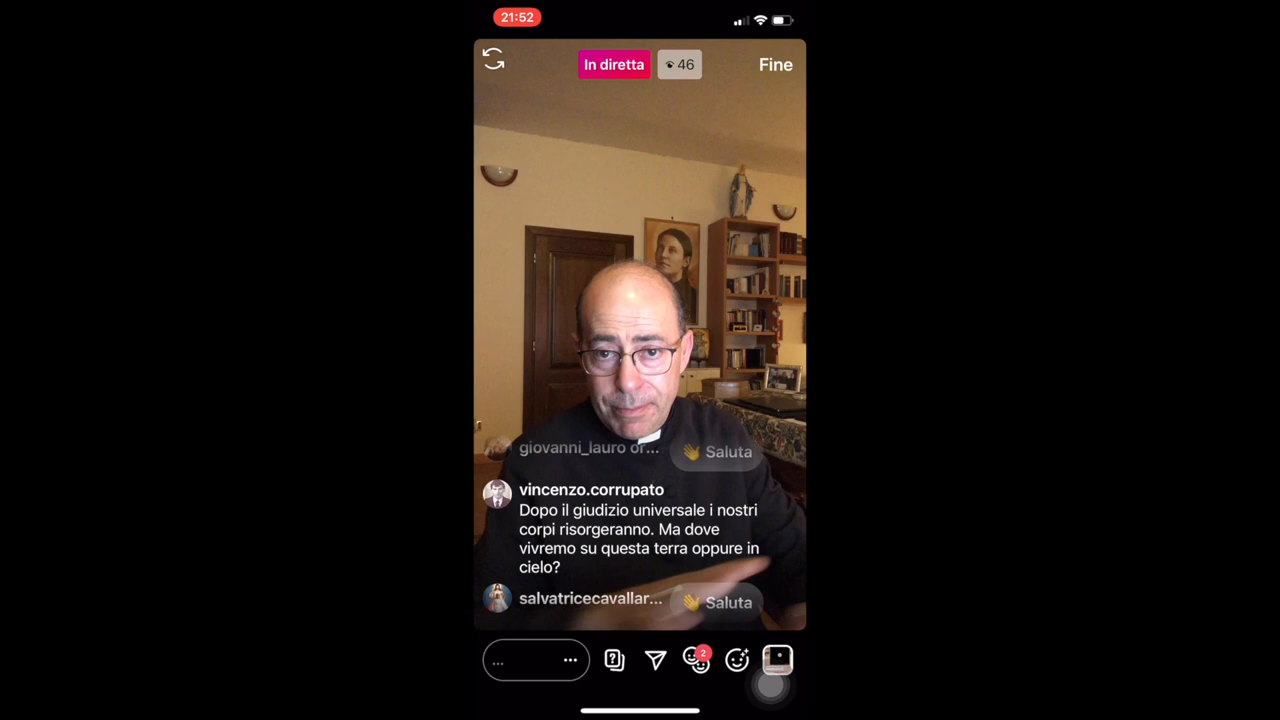 21:52
In diretta
46
Fine
giovanni_lauro or...
👋 Saluta
vincenzo.corrupato
Dopo il giudizio universale i nostri
corpi risorgeranno. Ma dove
vivremo su questa terra oppure in
cielo?
salvatricecavallar...
👋 Saluta
...
2